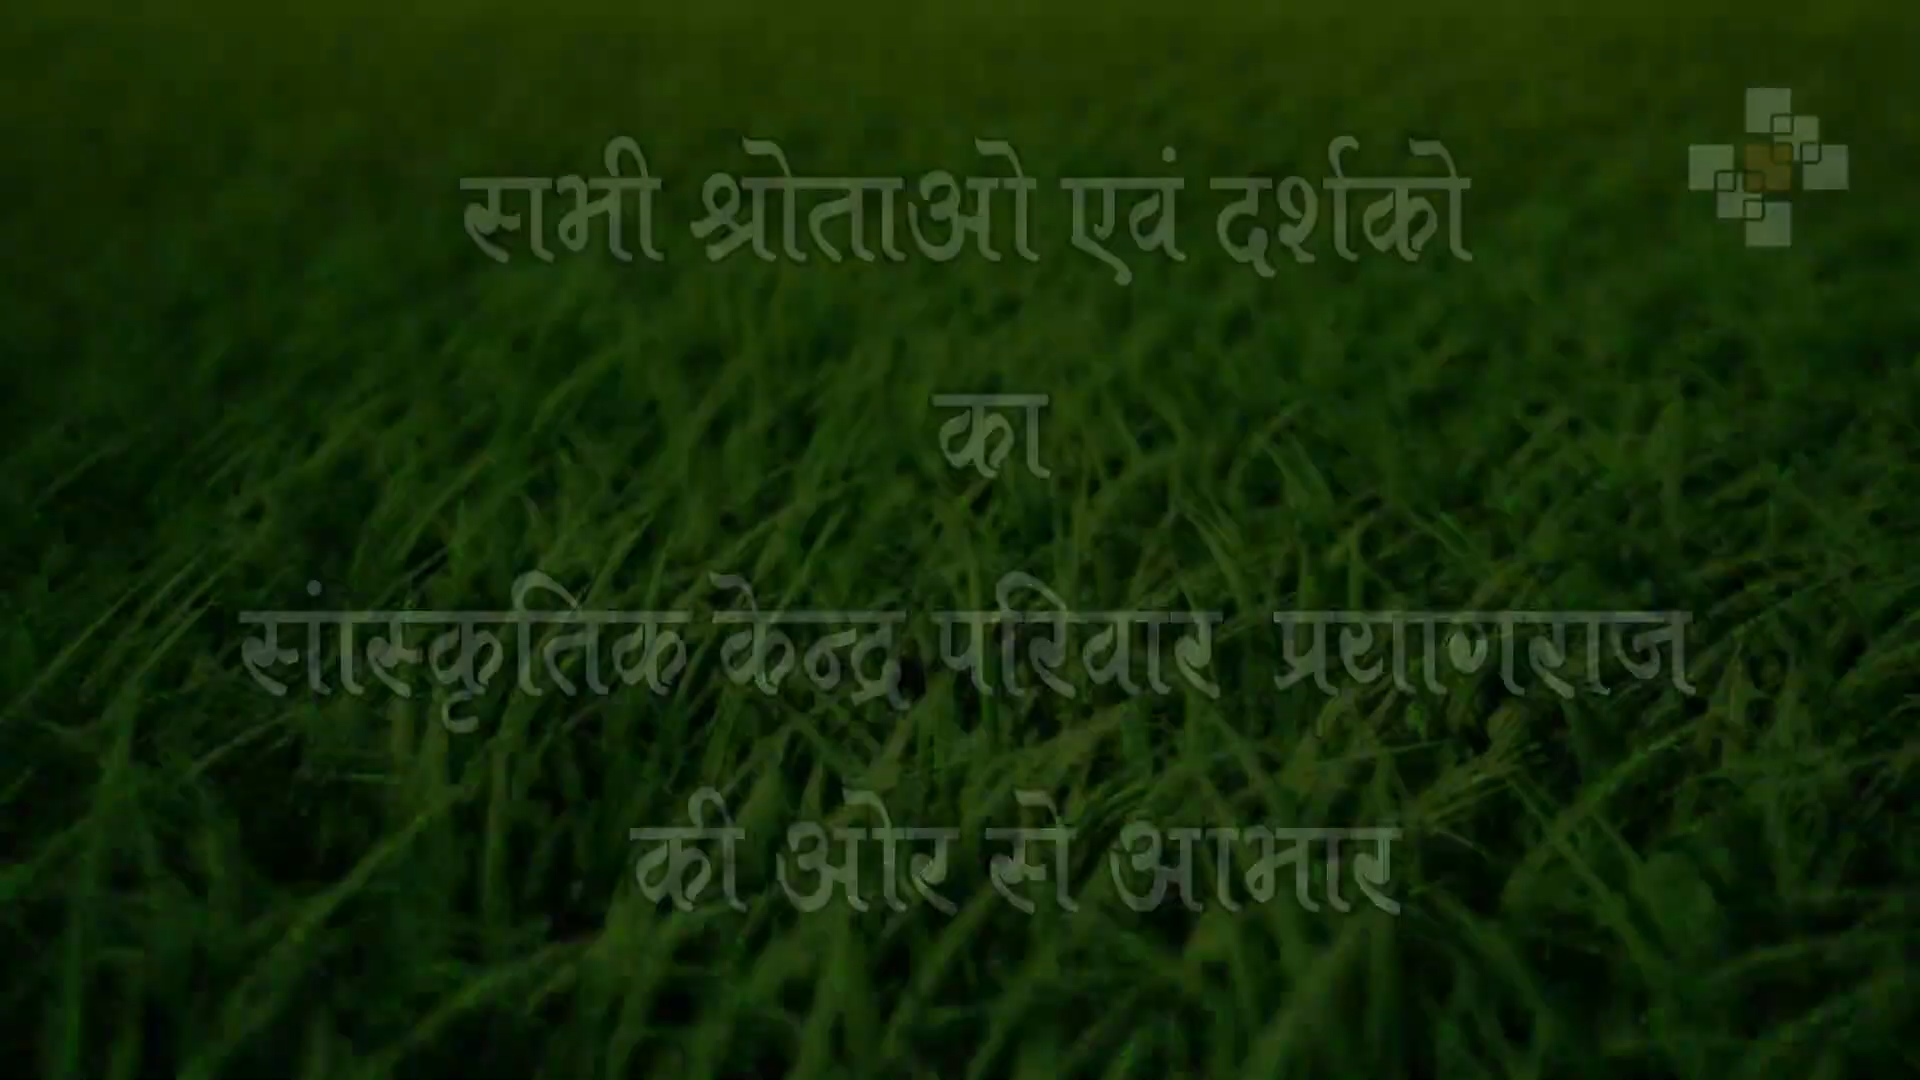 सभी श्रोताओ एवं दर्शको
का
सांस्कृतिक केन्द्र परिवार प्रयागराज
की ओर से आभार